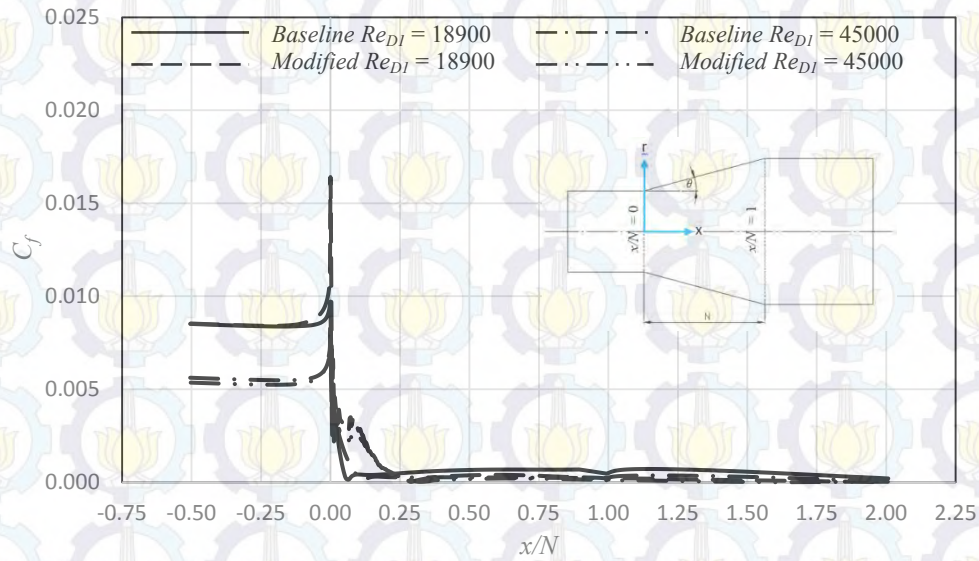 0.025
Baseline Re_D1 = 18900
Baseline Re_D1 = 45000
Modified Re_D1 = 18900
Modified Re_D1 = 45000
0.020
0.015
0.010
0.005
0.000
C_f
r
θ
x
x/N = 0
x/N = 1
N
-0.75 -0.50 -0.25 0.00 0.25 0.50 0.75 1.00 1.25 1.50 1.75 2.00 2.25
x/N